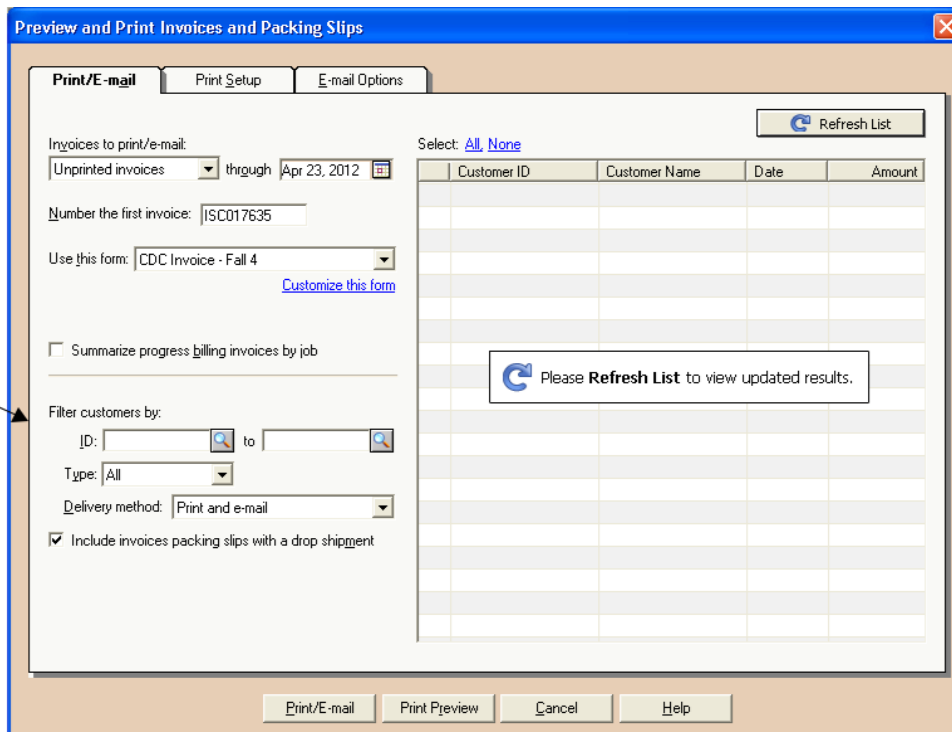 Preview and Print Invoices and Packing Slips
Print/E-mail Print Setup E-mail Options
Refresh List
Invoices to print/e-mail:
Unprinted invoices through Apr 23, 2012
Number the first invoice: ISC017635
Use this form: CDC Invoice - Fall 4
Customize this form
Summarize progress billing invoices by job
Filter customers by:
ID: to
Type: All
Delivery method: Print and e-mail
Include invoices packing slips with a drop shipment
Select: All, None
Customer ID Customer Name Date Amount
Please Refresh List to view updated results.
Print/E-mail Print Preview Cancel Help